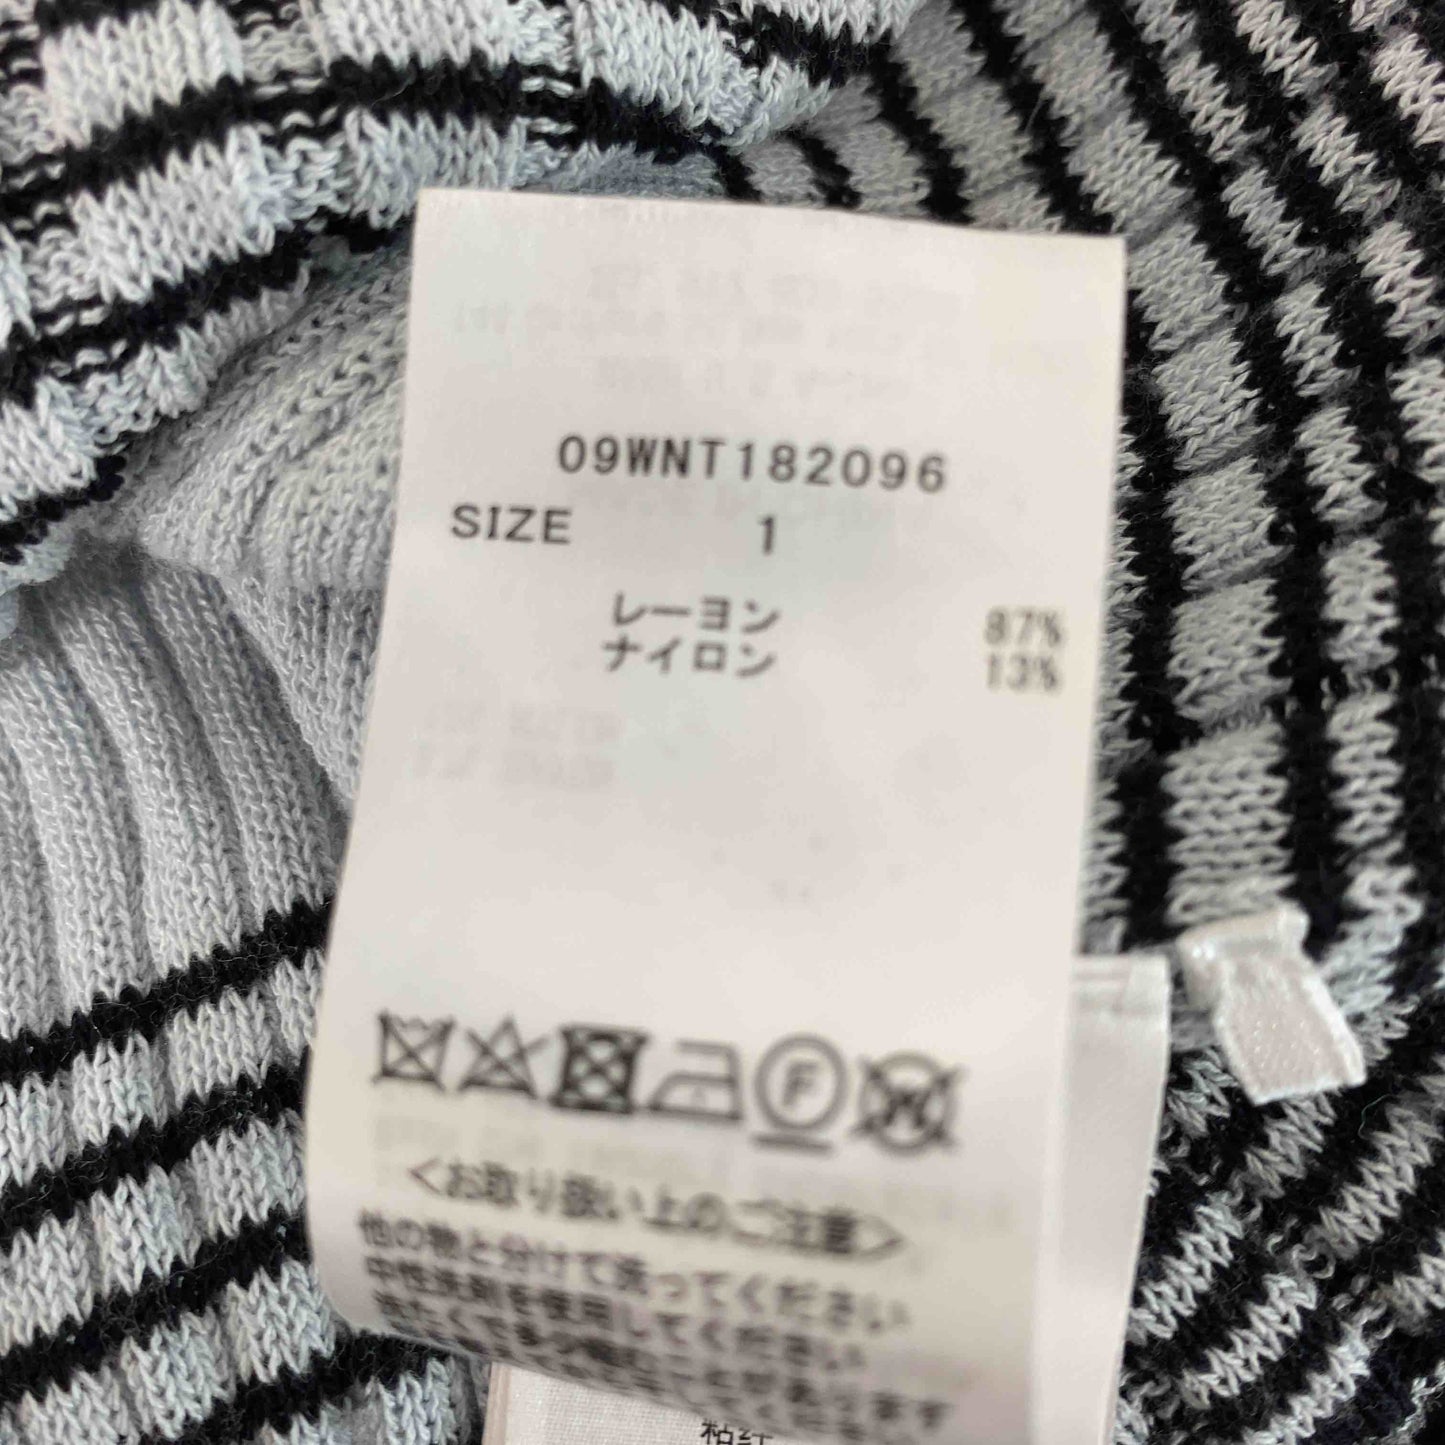 09WNT182096
SIZE 1
レーヨン 87%
ナイロン 13%
F
W
<お取り扱い上のご注意>
他の物と分けて洗ってください
中性洗剤を使用してください
粘纤